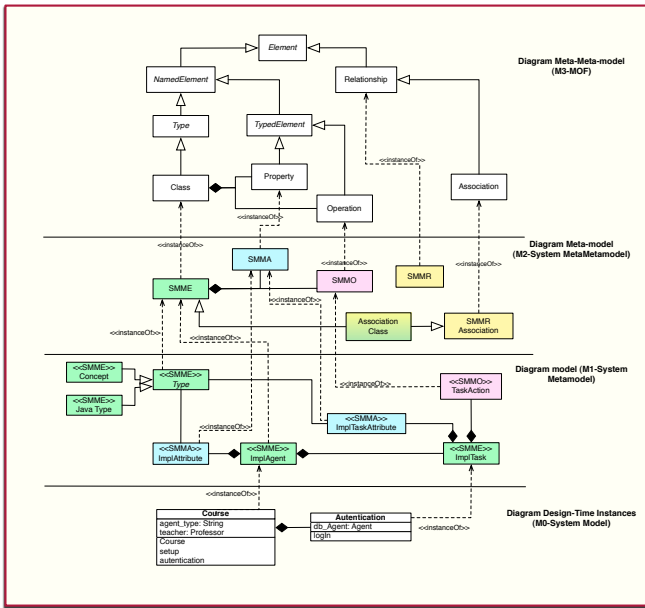 Element
Diagram Meta-Meta-model
(M3-MOF)
NamedElement
Relationship
Type
TypedElement
Class
Property
Association
Operation
<<instanceOf>>
<<instanceOf>>
<<instanceOf>>
<<instanceOf>>
<<instanceOf>>
Diagram Meta-model
(M2-System MetaMetamodel)
SMMA
SMME
SMMO
SMMR
<<instanceOf>>
<<instanceOf>>
Association
Class
SMMR
Association
<<instanceOf>>
<<instanceOf>>
Diagram model (M1-System
Metamodel)
<<SMME>>
Concept
<<SMME>>
Type
<<SMMO>>
TaskAction
<<SMME>>
Java Type
<<SMMA>>
ImplTaskAttribute
<<SMMA>>
ImplAttribute
<<SMME>>
ImplAgent
<<SMME>>
ImplTask
<<instanceOf>>
<<instanceOf>>
Diagram Design-Time Instances
(M0-System Model)
Course
agent_type: String
teacher: Professor
Course
setup
autentication
Autentication
db_Agent: Agent
login